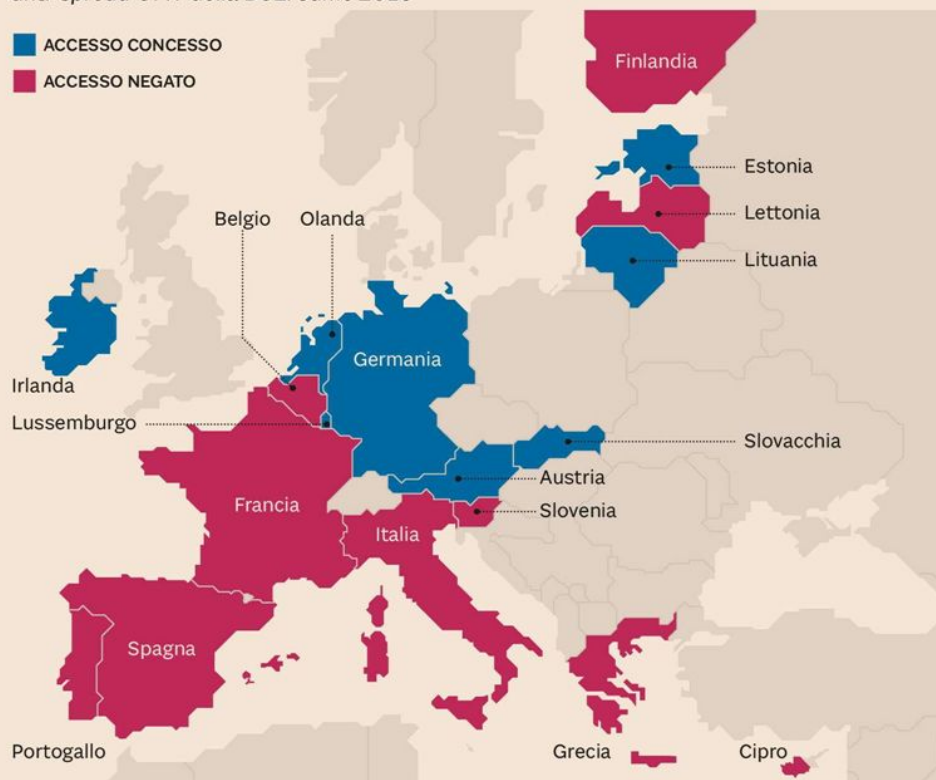 ACCESSO CONCESSO
ACCESSO NEGATO
Finlandia
Estonia
Lettonia
Lituania
Belgio
Olanda
Germania
Irlanda
Lussemburgo
Slovacchia
Austria
Slovenia
Francia
Italia
Spagna
Portogallo
Grecia
Cipro